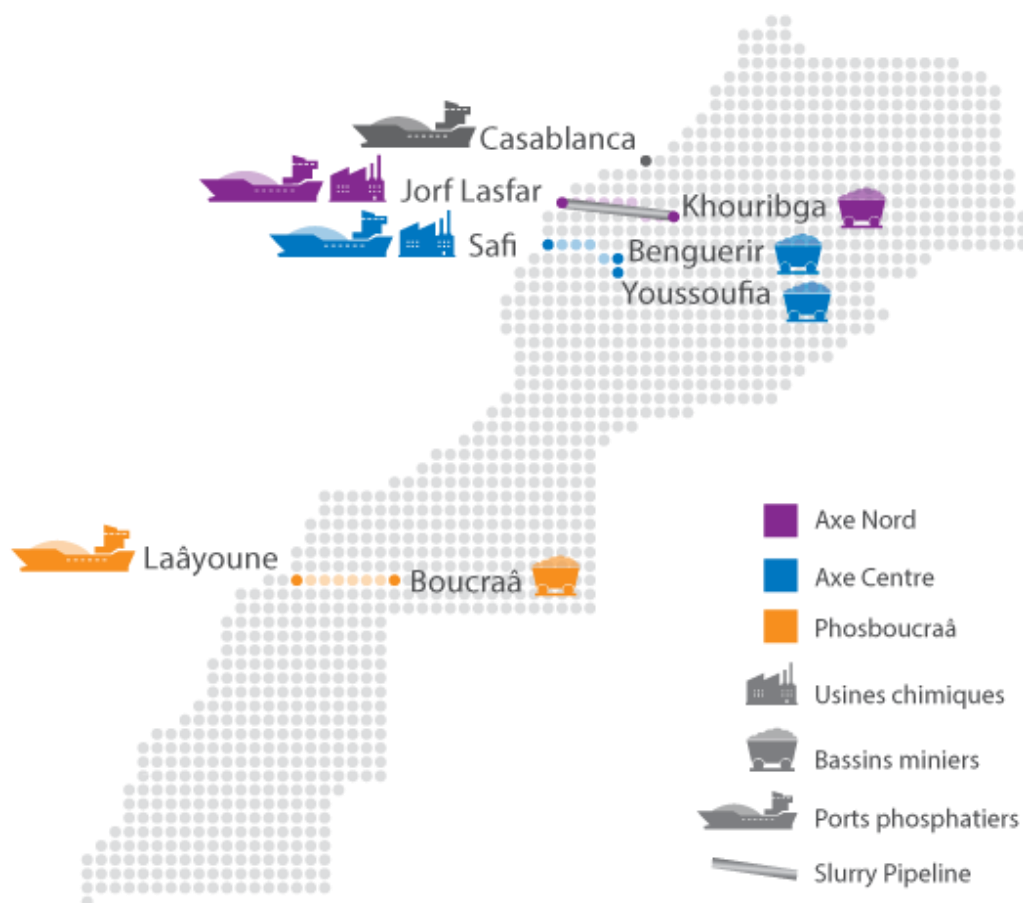 Casablanca
Jorf Lasfar
Khouribga
Safi
Benguerir
Youssoufia
Laâyoune
Boucraâ
Axe Nord
Axe Centre
Phosboucraâ
Usines chimiques
Bassins miniers
Ports phosphatiers
Slurry Pipeline